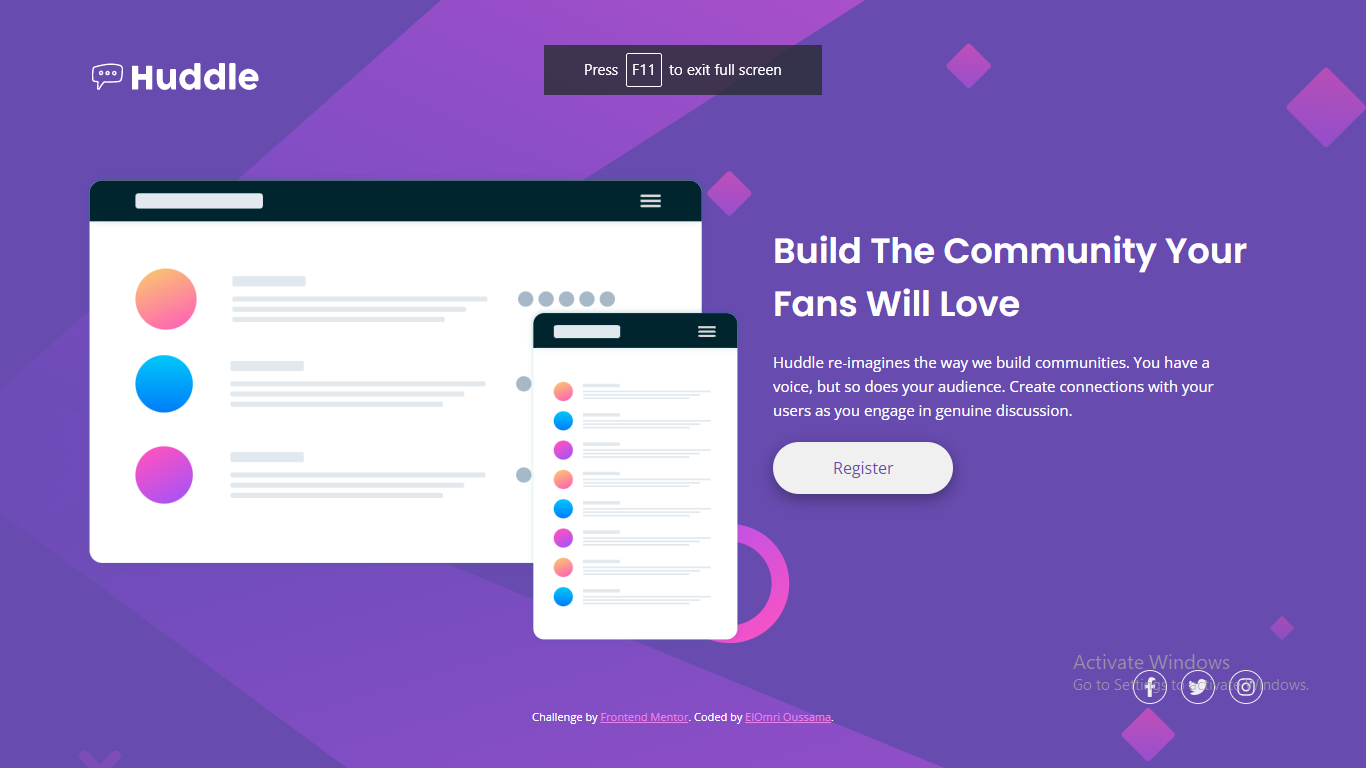 Huddle
Press F11 to exit full screen
Build The Community Your
Fans Will Love
Huddle re-imagines the way we build communities. You have a
voice, but so does your audience. Create connections with your
users as you engage in genuine discussion.
Register
Activate Windows
Go to Settings to activate Windows.
Challenge by Frontend Mentor. Coded by ElOmri Oussama.